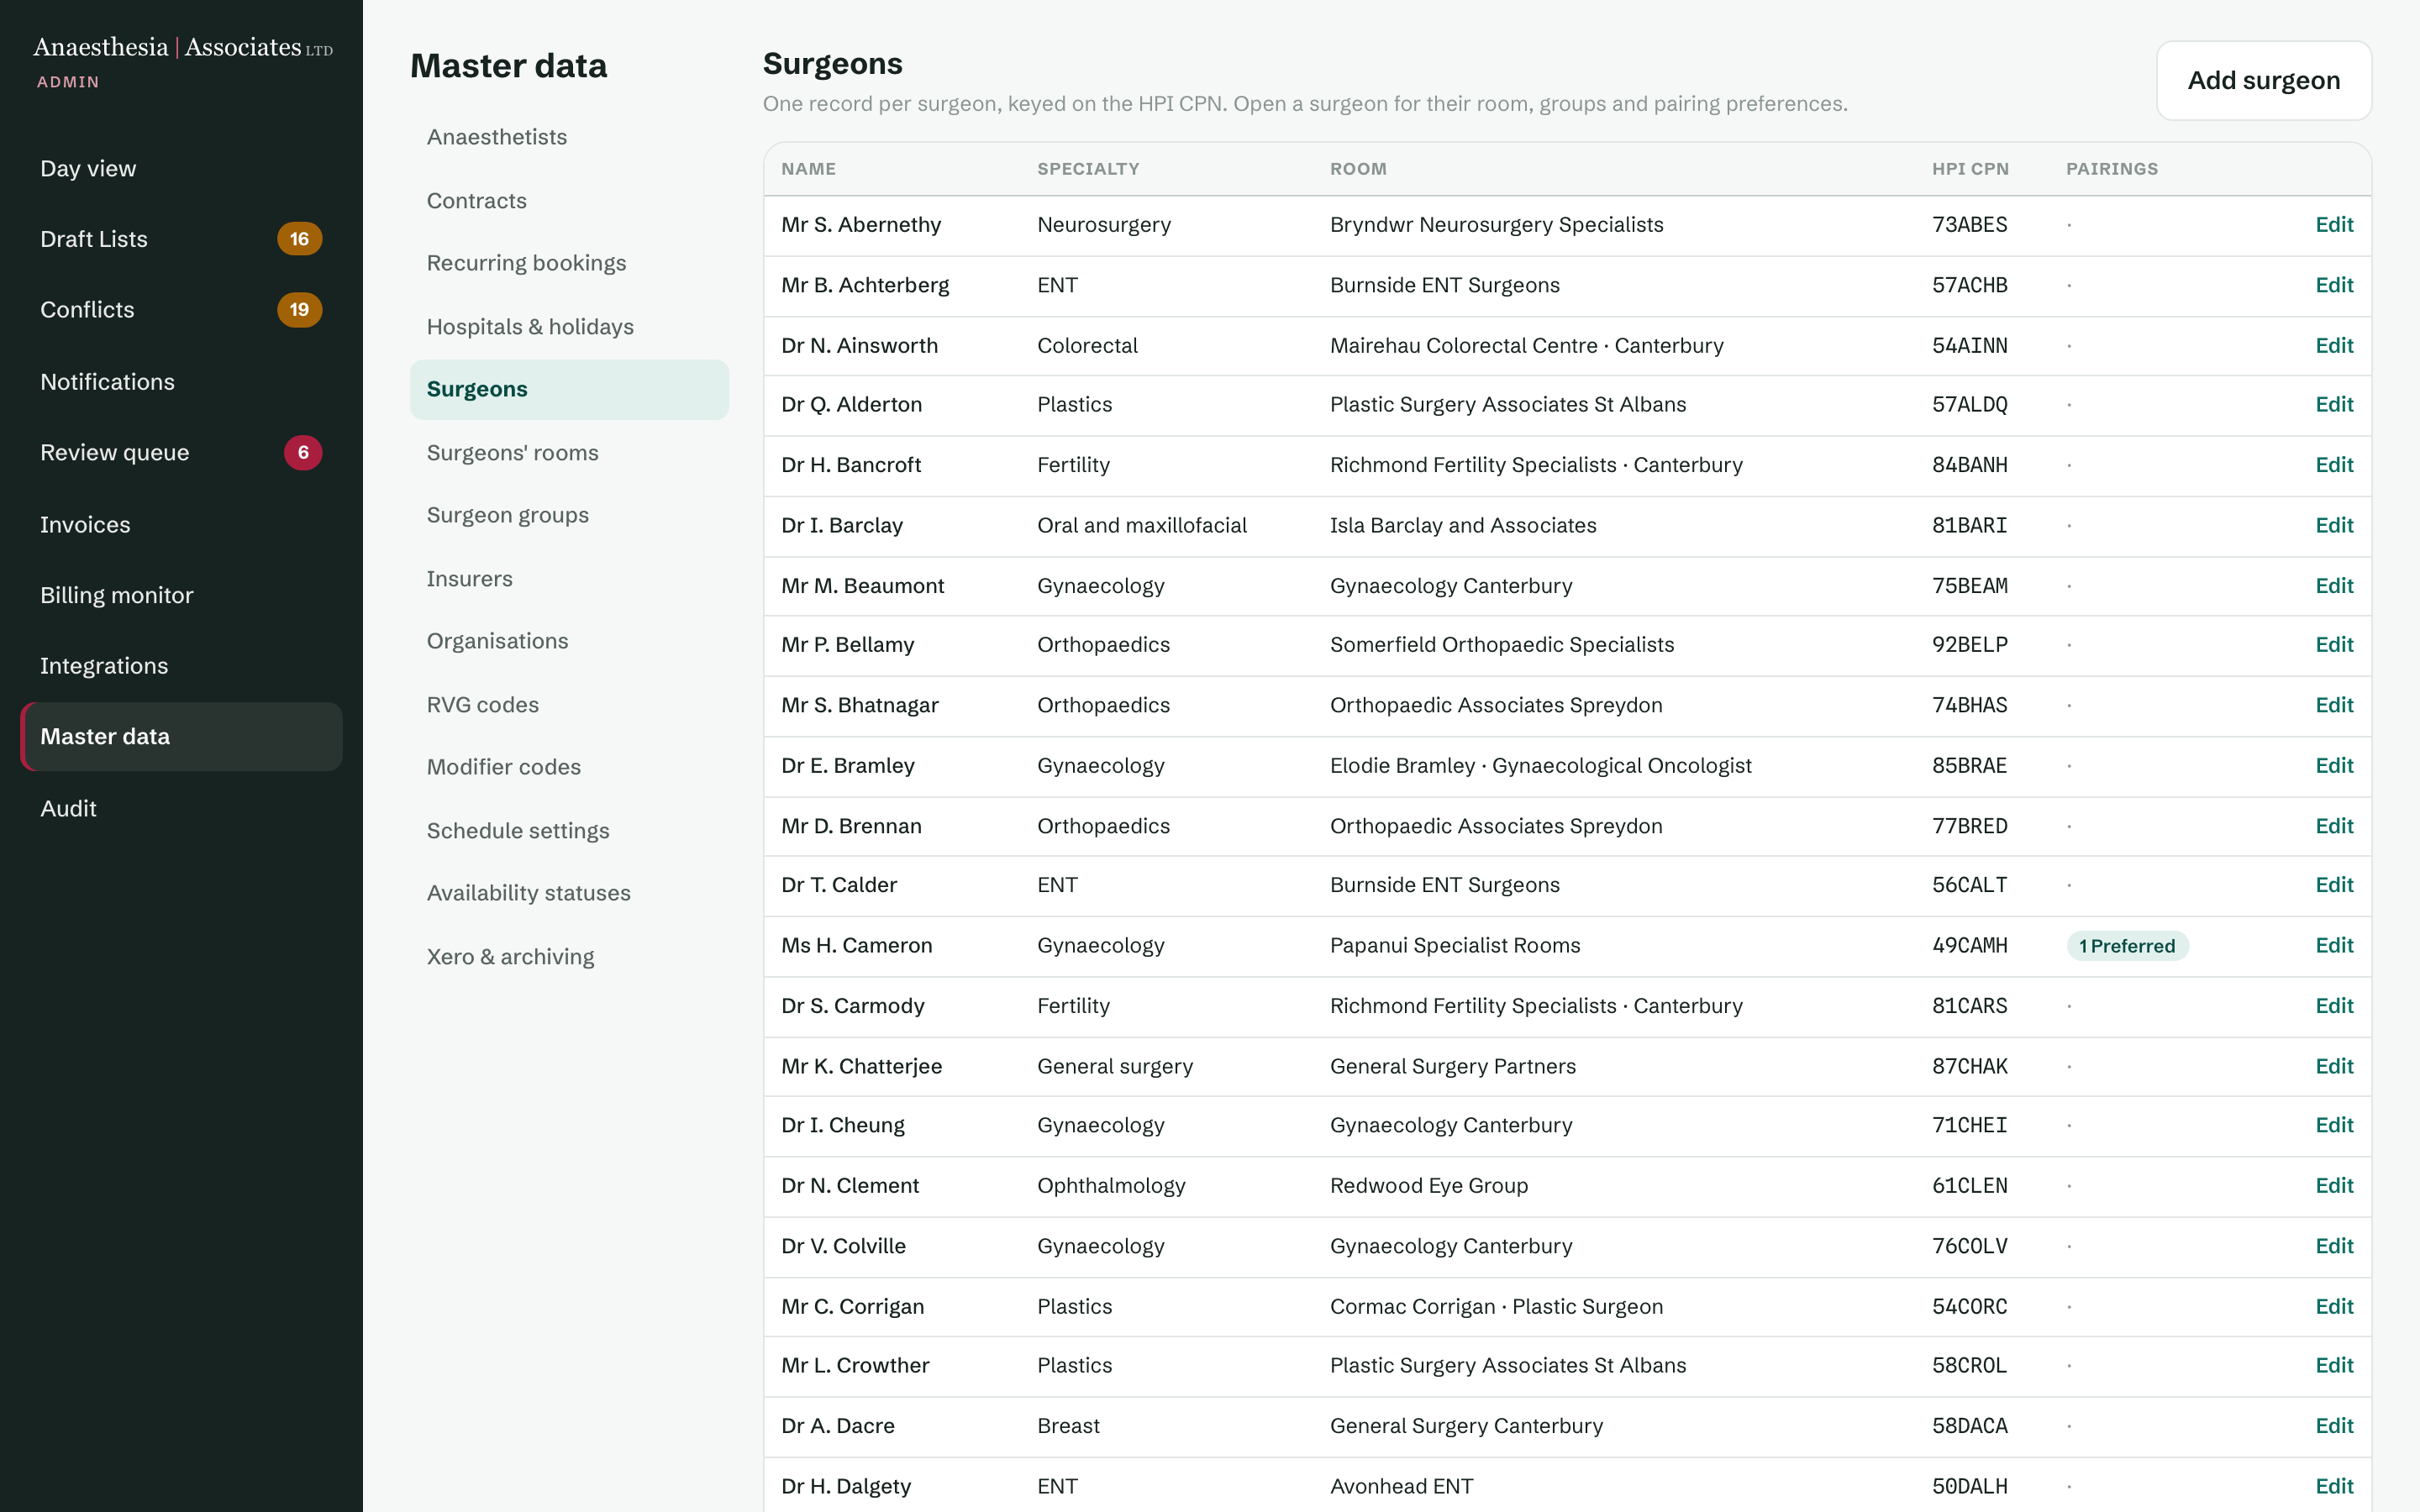 Anaesthesia | Associates LTD
ADMIN
Day view
Draft Lists 16
Conflicts 19
Notifications
Review queue 6
Invoices
Billing monitor
Integrations
Master data
Audit
Master data
Anaesthetists
Contracts
Recurring bookings
Hospitals & holidays
Surgeons
Surgeons' rooms
Surgeon groups
Insurers
Organisations
RVG codes
Modifier codes
Schedule settings
Availability statuses
Xero & archiving
Surgeons
One record per surgeon, keyed on the HPI CPN. Open a surgeon for their room, groups and pairing preferences.
Add surgeon
NAME SPECIALTY ROOM HPI CPN PAIRINGS
Mr S. Abernethy Neurosurgery Bryndwr Neurosurgery Specialists 73ABES · Edit
Mr B. Achterberg ENT Burnside ENT Surgeons 57ACHB · Edit
Dr N. Ainsworth Colorectal Mairehau Colorectal Centre · Canterbury 54AINN · Edit
Dr Q. Alderton Plastics Plastic Surgery Associates St Albans 57ALDQ · Edit
Dr H. Bancroft Fertility Richmond Fertility Specialists · Canterbury 84BANH · Edit
Dr I. Barclay Oral and maxillofacial Isla Barclay and Associates 81BARI · Edit
Mr M. Beaumont Gynaecology Gynaecology Canterbury 75BEAM · Edit
Mr P. Bellamy Orthopaedics Somerfield Orthopaedic Specialists 92BELP · Edit
Mr S. Bhatnagar Orthopaedics Orthopaedic Associates Spreydon 74BHAS · Edit
Dr E. Bramley Gynaecology Elodie Bramley · Gynaecological Oncologist 85BRAE · Edit
Mr D. Brennan Orthopaedics Orthopaedic Associates Spreydon 77BRED · Edit
Dr T. Calder ENT Burnside ENT Surgeons 56CALT · Edit
Ms H. Cameron Gynaecology Papanui Specialist Rooms 49CAMH 1 Preferred Edit
Dr S. Carmody Fertility Richmond Fertility Specialists · Canterbury 81CARS · Edit
Mr K. Chatterjee General surgery General Surgery Partners 87CHAK · Edit
Dr I. Cheung Gynaecology Gynaecology Canterbury 71CHEI · Edit
Dr N. Clement Ophthalmology Redwood Eye Group 61CLEN · Edit
Dr V. Colville Gynaecology Gynaecology Canterbury 76COLV · Edit
Mr C. Corrigan Plastics Cormac Corrigan · Plastic Surgeon 54CORC · Edit
Mr L. Crowther Plastics Plastic Surgery Associates St Albans 58CROL · Edit
Dr A. Dacre Breast General Surgery Canterbury 58DACA · Edit
Dr H. Dalgety ENT Avonhead ENT 50DALH · Edit